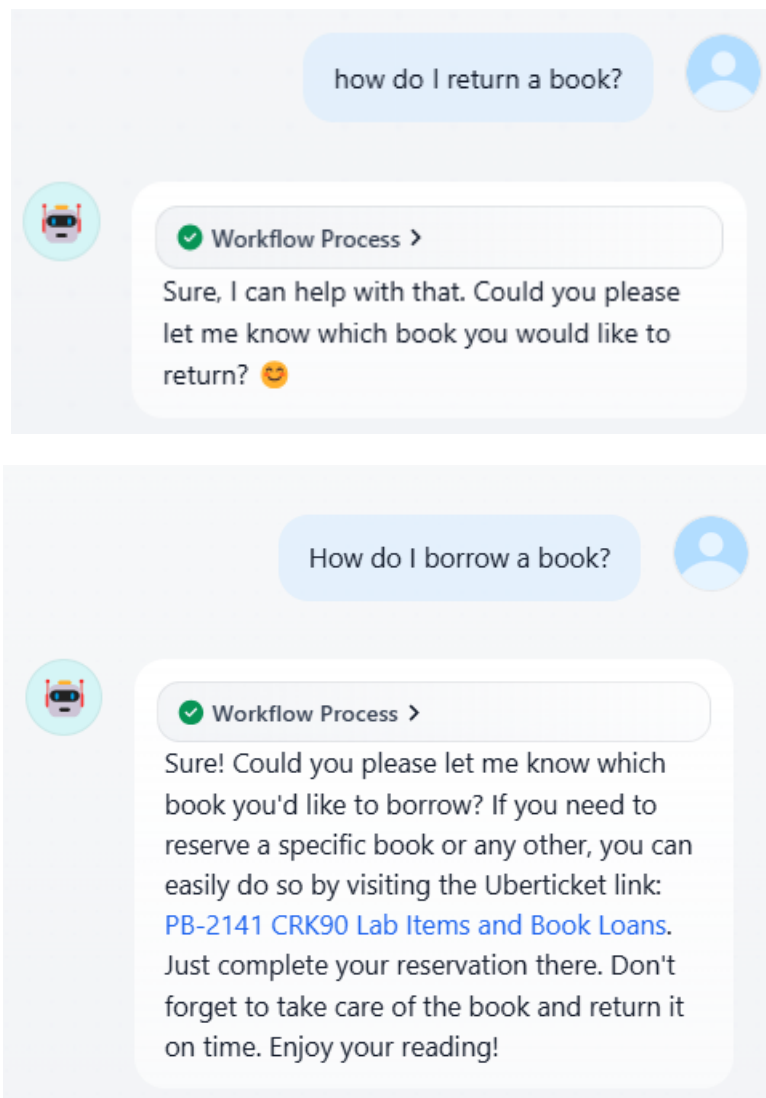 how do I return a book?
Workflow Process
Sure, I can help with that. Could you please
let me know which book you would like to
return? 😊
How do I borrow a book?
Workflow Process
Sure! Could you please let me know which
book you'd like to borrow? If you need to
reserve a specific book or any other, you can
easily do so by visiting the Uberticket link:
PB-2141 CRK90 Lab Items and Book Loans.
Just complete your reservation there. Don't
forget to take care of the book and return it
on time. Enjoy your reading!